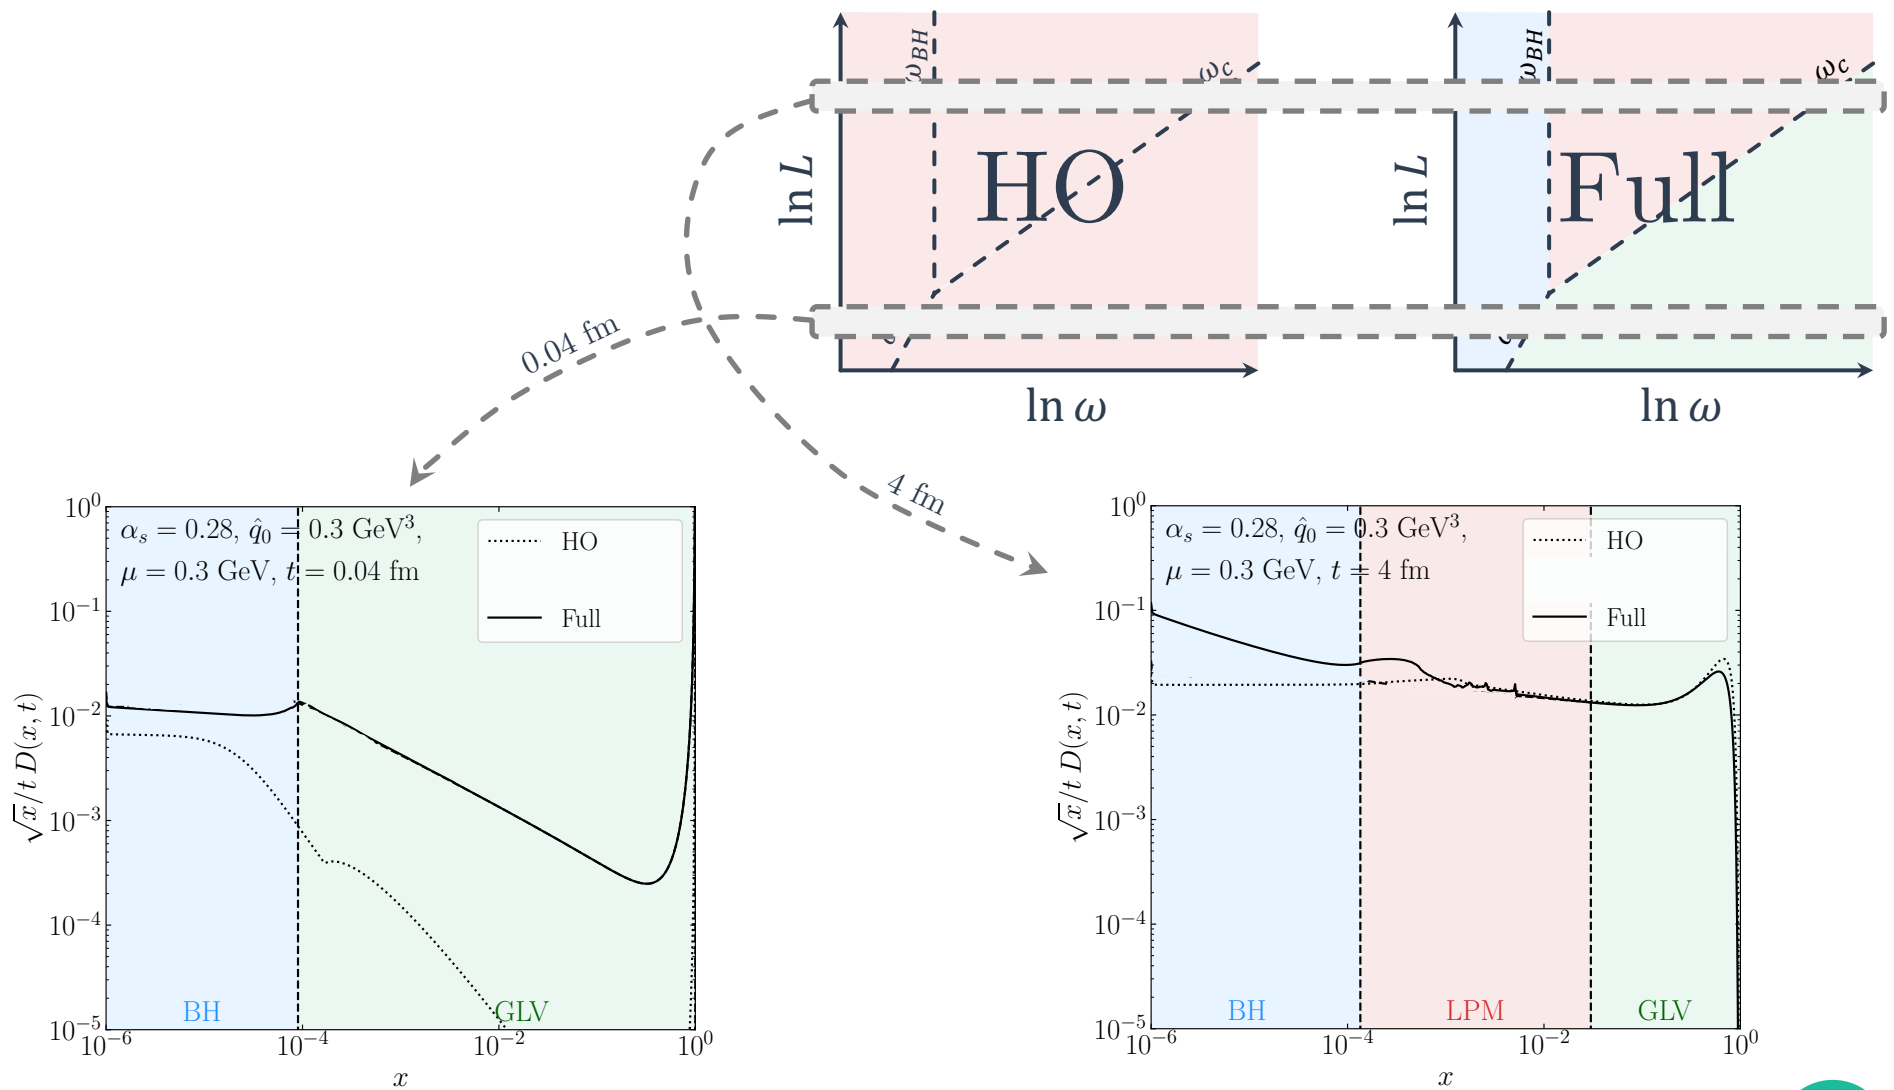 ω_BH
ω_c
HO
ln L
ln ω
ω_BH
ω_c
Full
ln L
ln ω
0.04 fm
4 fm
α_s = 0.28, q̂_0 = 0.3 GeV^3,
μ = 0.3 GeV, t = 0.04 fm
HO
Full
10^0
10^−1
10^−2
10^−3
10^−4
10^−5
√x/t D(x, t)
BH
GLV
10^−6
10^−4
10^−2
10^0
x
α_s = 0.28, q̂_0 = 0.3 GeV^3,
μ = 0.3 GeV, t = 4 fm
HO
Full
10^0
10^−1
10^−2
10^−3
10^−4
10^−5
√x/t D(x, t)
BH
LPM
GLV
10^−6
10^−4
10^−2
10^0
x